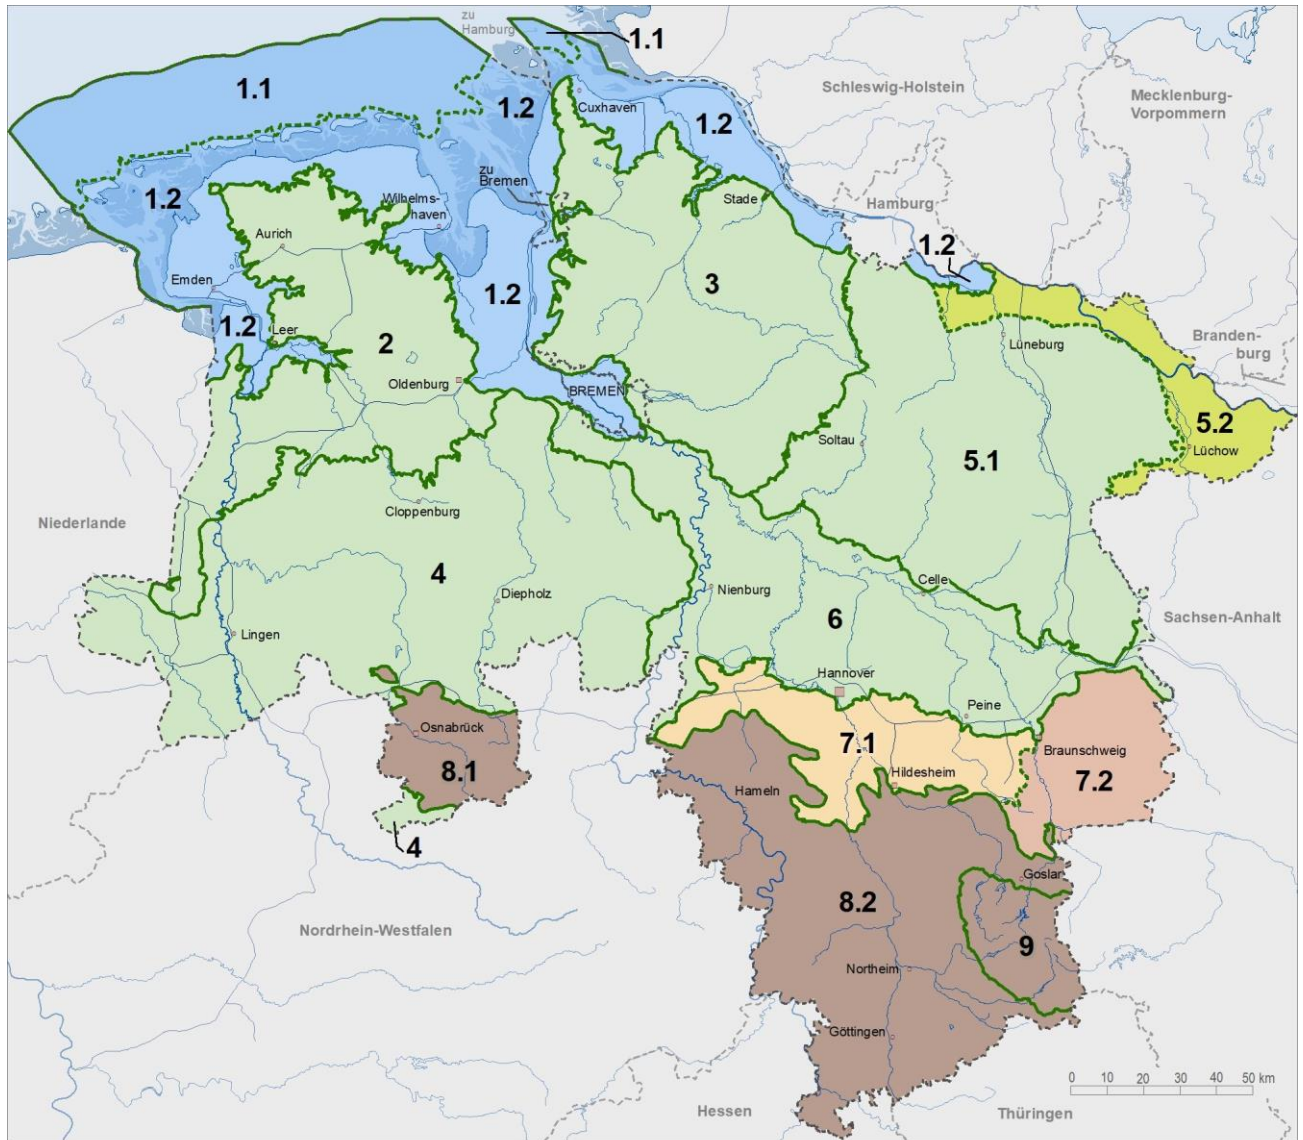 zu
Hamburg
1.1
Schleswig-Holstein
Mecklenburg-
Vorpommern
1.1
1.2
Cuxhaven
1.2
zu
Bremen
1.2
Wilhelms-
haven
Stade
Hamburg
Aurich
1.2
Emden
1.2
3
1.2
Leer
2
Lüneburg
Branden-
burg
Oldenburg
BREMEN
5.2
Soltau
5.1
Lüchow
Cloppenburg
Niederlande
4
Diepholz
Nienburg
Celle
6
Sachsen-Anhalt
Lingen
Hannover
Peine
Osnabrück
7.1
Braunschweig
8.1
Hildesheim
7.2
Hameln
4
Goslar
8.2
Nordrhein-Westfalen
9
Northeim
Göttingen
0 10 20 30 40 50 km
Hessen
Thüringen